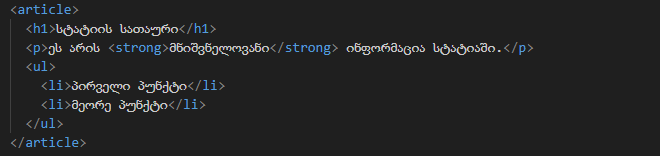 <article>
<h1>სტატიის სათაური</h1>
<p>ეს არის <strong>მნიშვნელოვანი</strong> ინფორმაცია სტატიაში.</p>
<ul>
<li>პირველი პუნქტი</li>
<li>მეორე პუნქტი</li>
</ul>
</article>